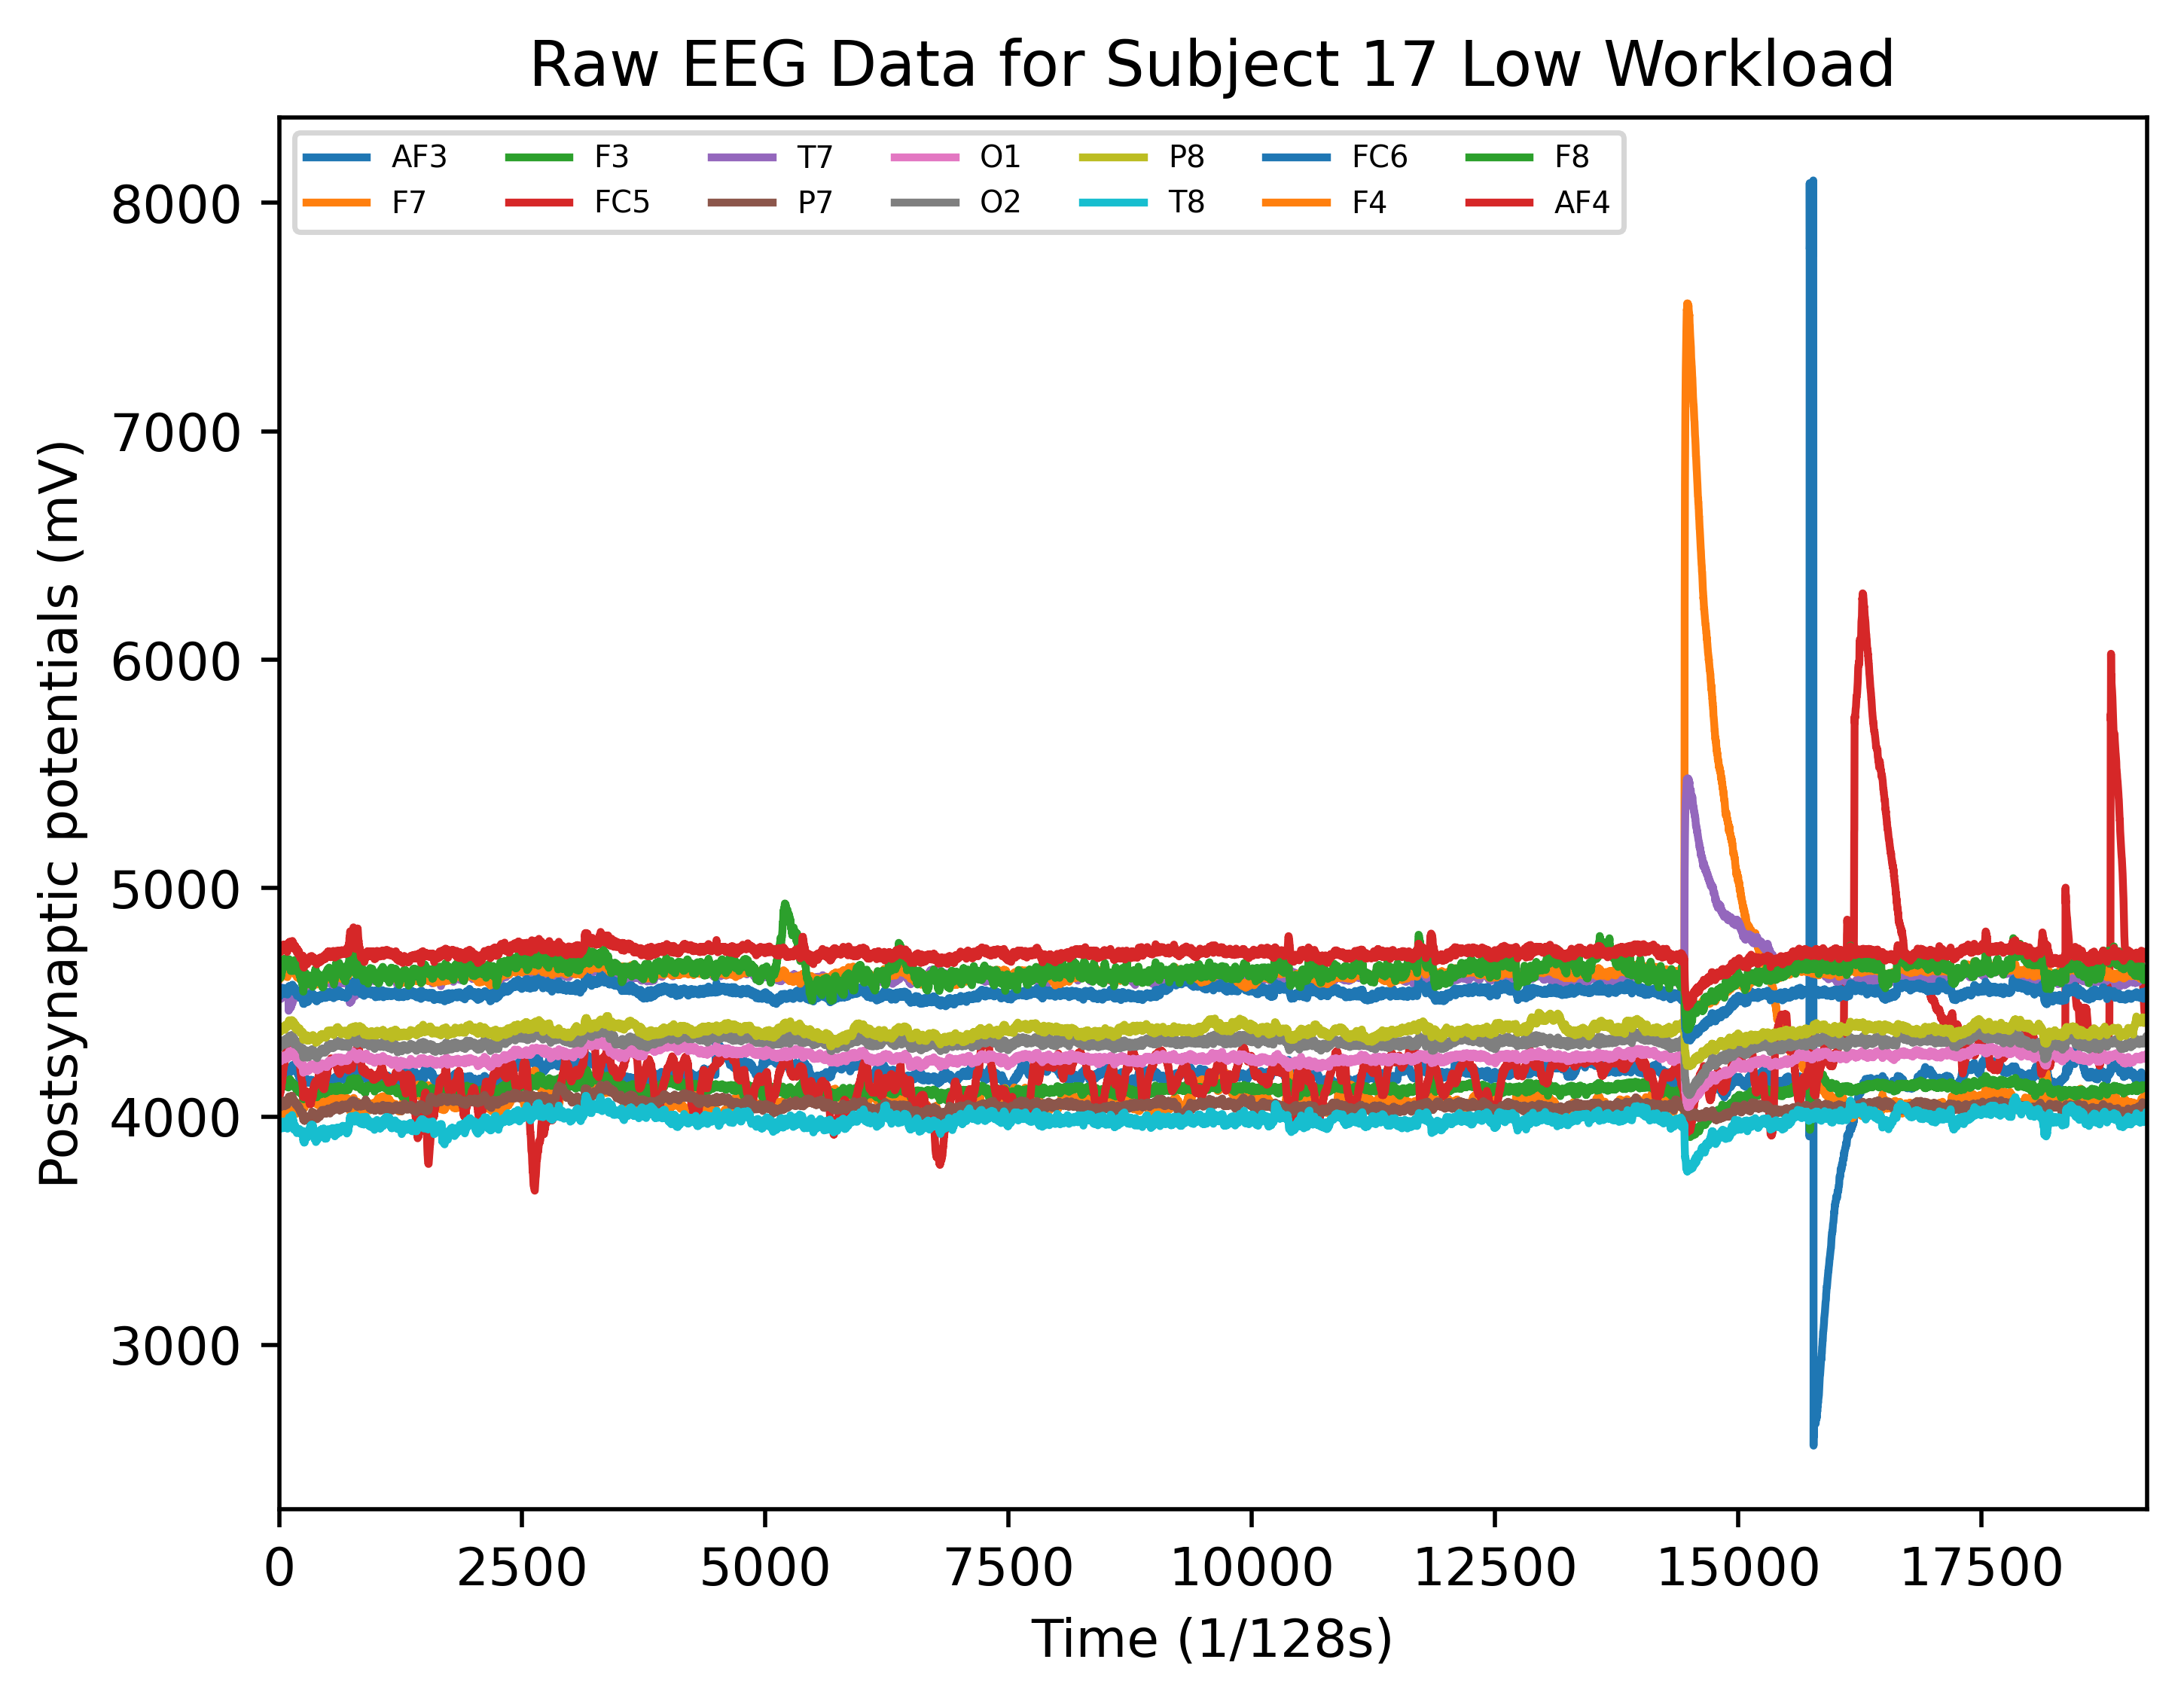 Raw EEG Data for Subject 17 Low Workload
AF3 F3 T7 O1 P8 FC6 F8
F7 FC5 P7 O2 T8 F4 AF4
8000
7000
6000
5000
4000
3000
Postsynaptic potentials (mV)
0 2500 5000 7500 10000 12500 15000 17500
Time (1/128s)